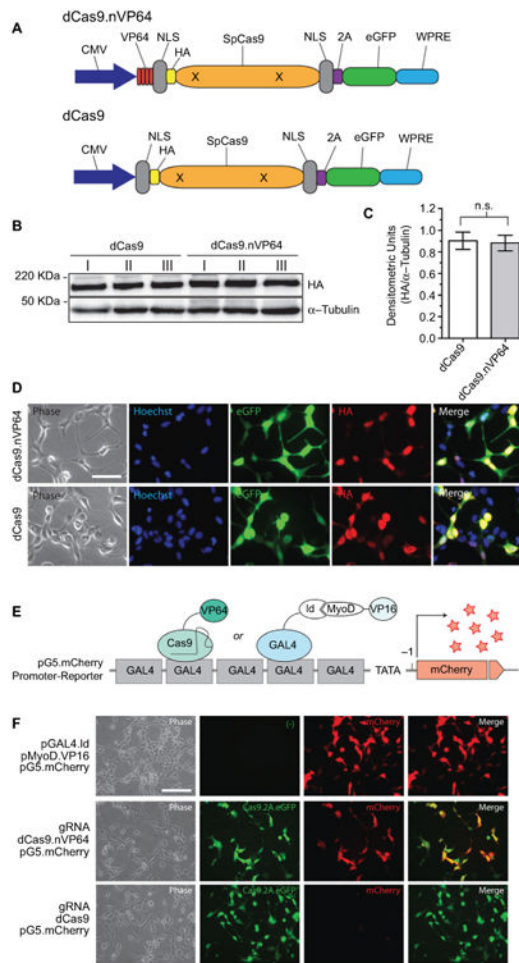 A
dCas9.nVP64
CMV VP64 NLS HA SpCas9 NLS 2A eGFP WPRE
X X
dCas9
CMV NLS HA SpCas9 NLS 2A eGFP WPRE
X X
B
dCas9 dCas9.nVP64
I II III I II III
220 KDa
HA
50 KDa
α-Tubulin
C
n.s.
Densitometric Units
(HA/α-Tubulin)
1.2
1.0
0.8
0.6
0.4
0.2
0.0
dCas9
dCas9.nVP64
D
dCas9.nVP64
Phase Hoechst eGFP HA Merge
dCas9
Phase Hoechst eGFP HA Merge
E
VP64
Cas9
or
Id MyoD VP16
GAL4
pG5.mCherry
Promoter-Reporter
GAL4 GAL4 GAL4 GAL4 GAL4
TATA
-1
mCherry
F
pGAL4.Id
pMyoD.VP16
pG5.mCherry
Phase (-) mCherry Merge
gRNA
dCas9.nVP64
pG5.mCherry
Phase Cas9.2A.eGFP mCherry Merge
gRNA
dCas9
pG5.mCherry
Phase Cas9.2A.eGFP mCherry Merge